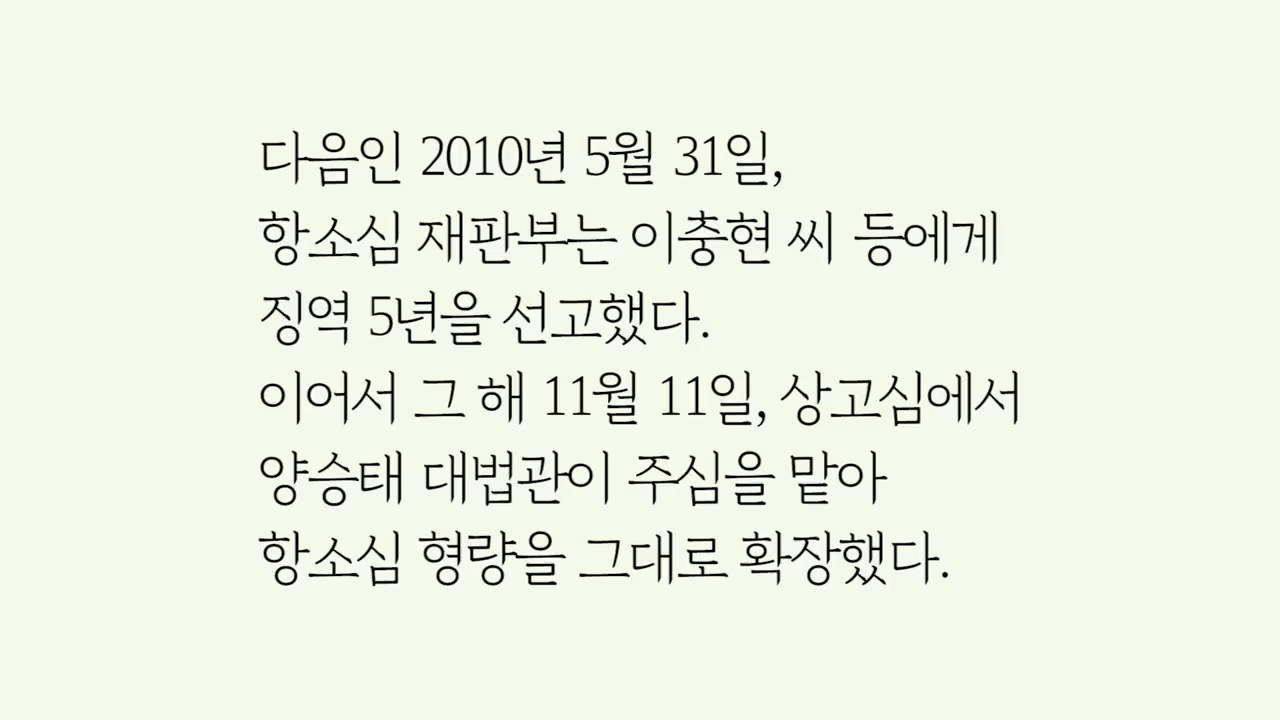 다음인 2010년 5월 31일,
항소심 재판부는 이충현 씨 등에게
징역 5년을 선고했다.
이어서 그 해 11월 11일, 상고심에서
양승태 대법관이 주심을 맡아
항소심 형량을 그대로 확장했다.